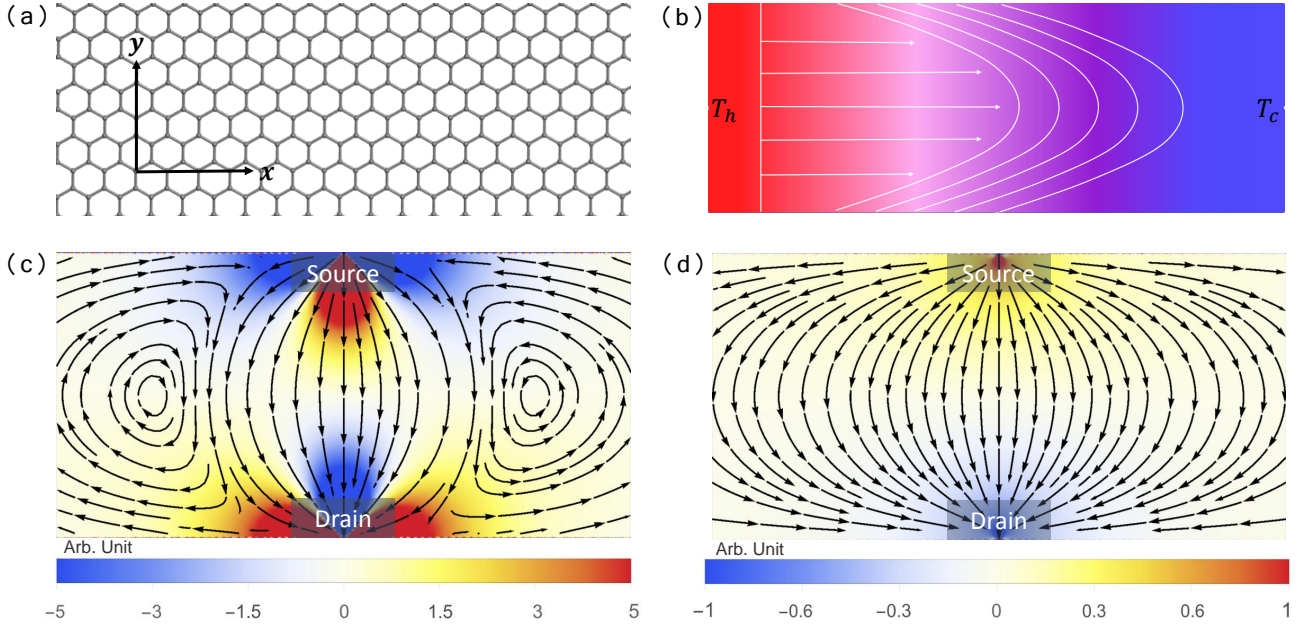 (a)
y
x
(b)
T_h
T_c
(c)
Source
Drain
Arb. Unit
−5 −3 −1.5 0 1.5 3 5
(d)
Source
Drain
Arb. Unit
−1 −0.6 −0.3 0 0.3 0.6 1